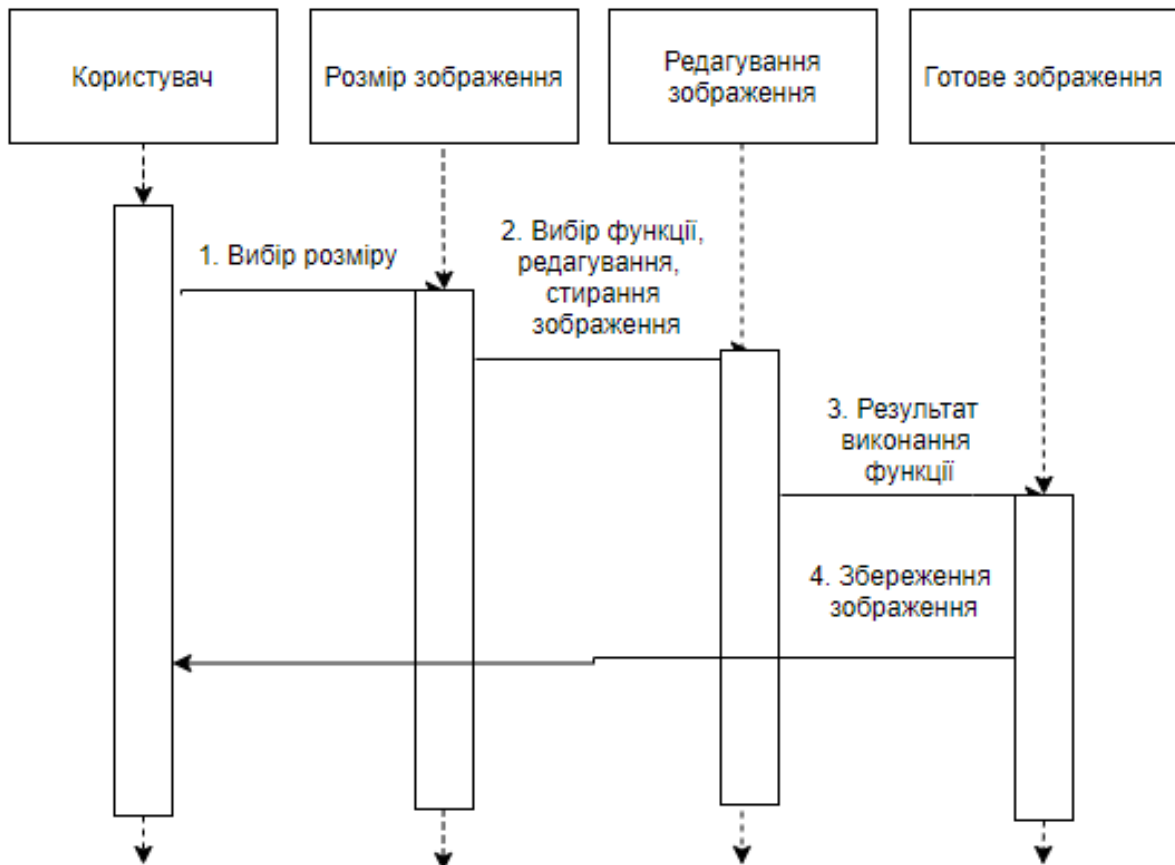 Користувач
Розмір зображення
Редагування
зображення
Готове зображення
1. Вибір розміру
2. Вибір функції,
редагування,
стирання
зображення
3. Результат
виконання
функції
4. Збереження
зображення